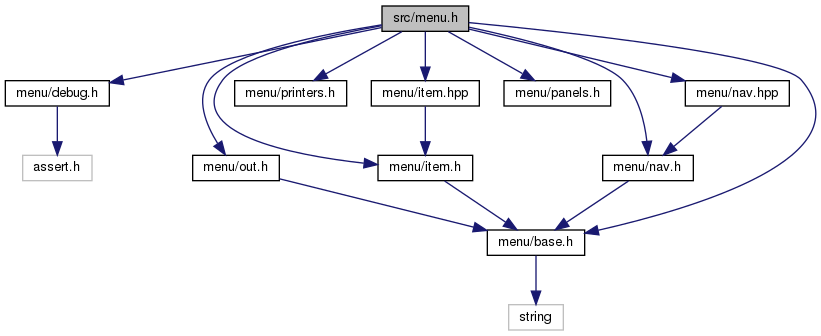 src/menu.h
menu/debug.h
menu/printers.h
menu/item.hpp
menu/panels.h
menu/nav.hpp
assert.h
menu/out.h
menu/item.h
menu/nav.h
menu/base.h
string